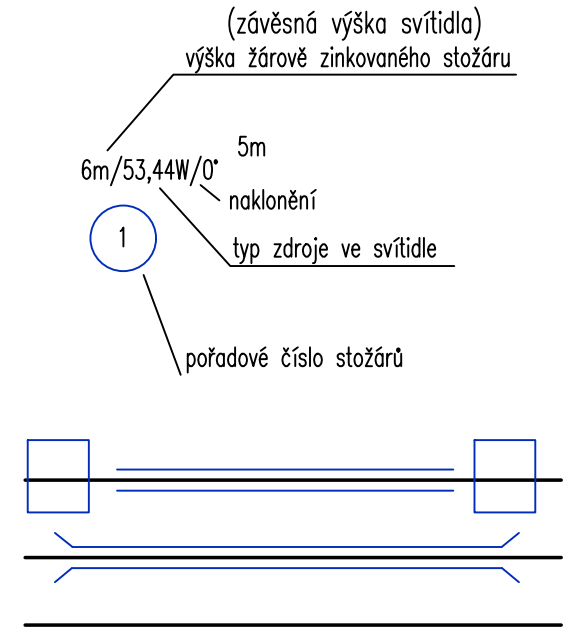 (závěsná výška svítidla)
výška žárově zinkovaného stožáru
5m
6m/53,44W/0°
naklonění
1
typ zdroje ve svítidle
pořadové číslo stožárů